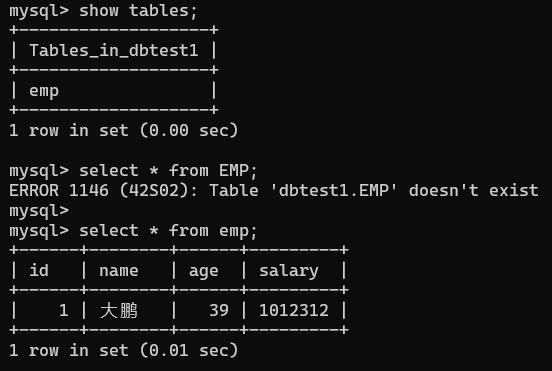 mysql> show tables;
+-------------------+
| Tables_in_dbtest1 |
+-------------------+
| emp               |
+-------------------+
1 row in set (0.00 sec)

mysql> select * from EMP;
ERROR 1146 (42S02): Table 'dbtest1.EMP' doesn't exist
mysql>
mysql> select * from emp;
+------+--------+------+---------+
| id   | name   | age  | salary  |
+------+--------+------+---------+
|    1 | 大鹏   |   39 | 1012312 |
+------+--------+------+---------+
1 row in set (0.01 sec)